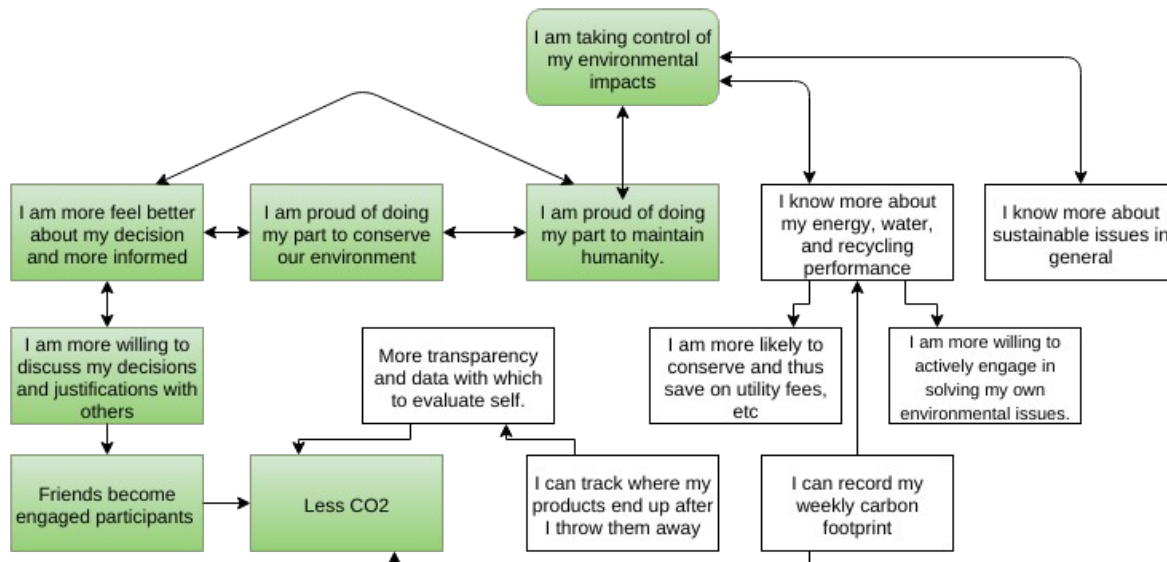 I am taking control of
my environmental
impacts
I am more feel better
about my decision
and more informed
I am proud of doing
my part to conserve
our environment
I am proud of doing
my part to maintain
humanity.
I know more about
my energy, water,
and recycling
performance
I know more about
sustainable issues in
general
I am more willing to
discuss my decisions
and justifications with
others
More transparency
and data with which
to evaluate self.
I am more likely to
conserve and thus
save on utility fees,
etc
I am more willing to
actively engage in
solving my own
environmental issues.
Friends become
engaged participants
Less CO2
I can track where my
products end up after
I throw them away
I can record my
weekly carbon
footprint